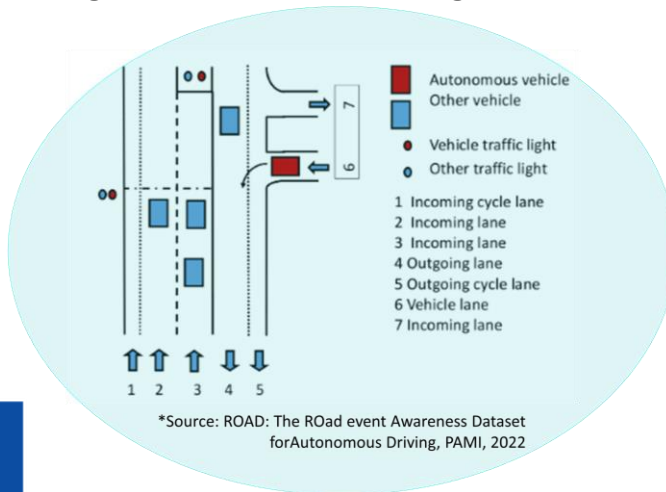 7
6
Autonomous vehicle
Other vehicle
Vehicle traffic light
Other traffic light
1 Incoming cycle lane
2 Incoming lane
3 Incoming lane
4 Outgoing lane
5 Outgoing cycle lane
6 Vehicle lane
7 Incoming lane
1 2 3 4 5
*Source: ROAD: The ROad event Awareness Dataset
forAutonomous Driving, PAMI, 2022